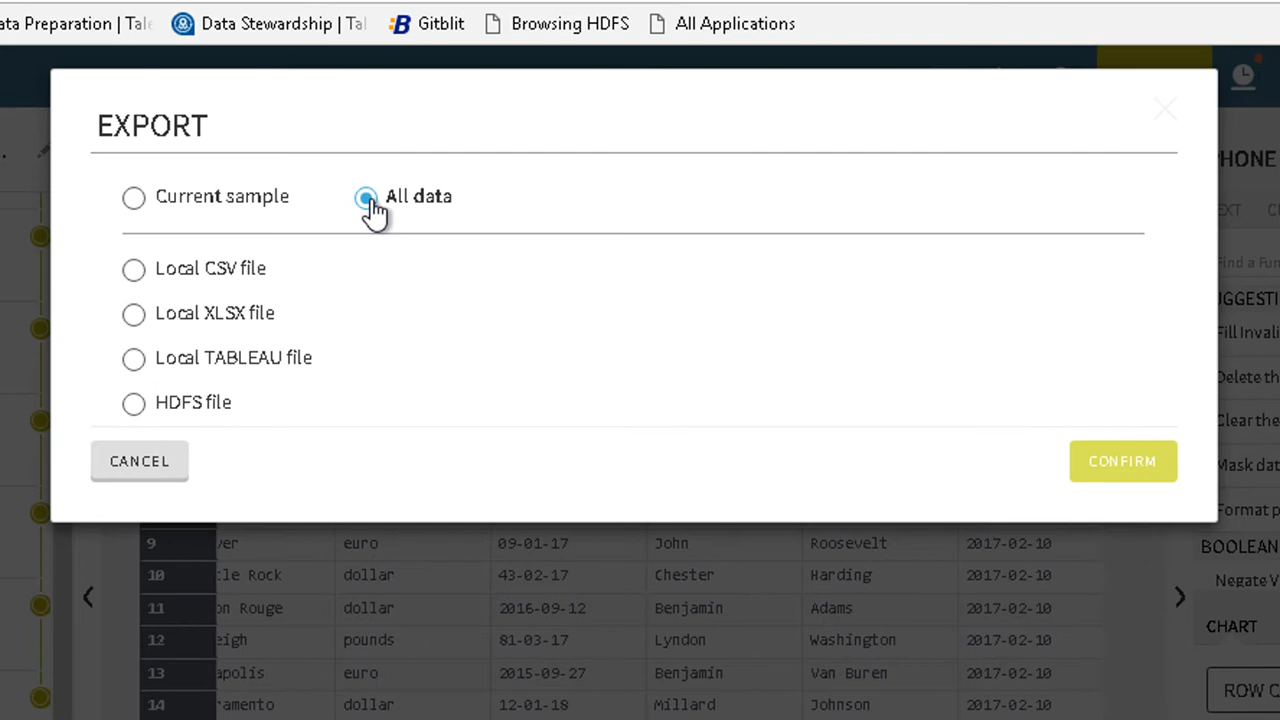 ata Preparation | Tale
Data Stewardship | Tal
Gitblit
Browsing HDFS
All Applications
EXPORT
Current sample
All data
Local CSV file
Local XLSX file
Local TABLEAU file
HDFS file
CANCEL
CONFIRM
HONE
EXT
Find a Fun
UGGESTI
Fill Invali
Delete th
Clear the
Mask dat
Format p
BOOLEAN
Negate V
CHART
ROW C
9 ver euro 09-01-17 John Roosevelt 2017-02-10
10 tle Rock dollar 43-02-17 Chester Harding 2017-02-10
11 on Rouge dollar 2016-09-12 Benjamin Adams 2017-02-10
12 eigh pounds 81-03-17 Lyndon Washington 2017-02-10
13 apolis euro 2015-09-27 Benjamin Van Buren 2017-02-10
14 ramento dollar 12-01-18 Millard Johnson 2017-02-10